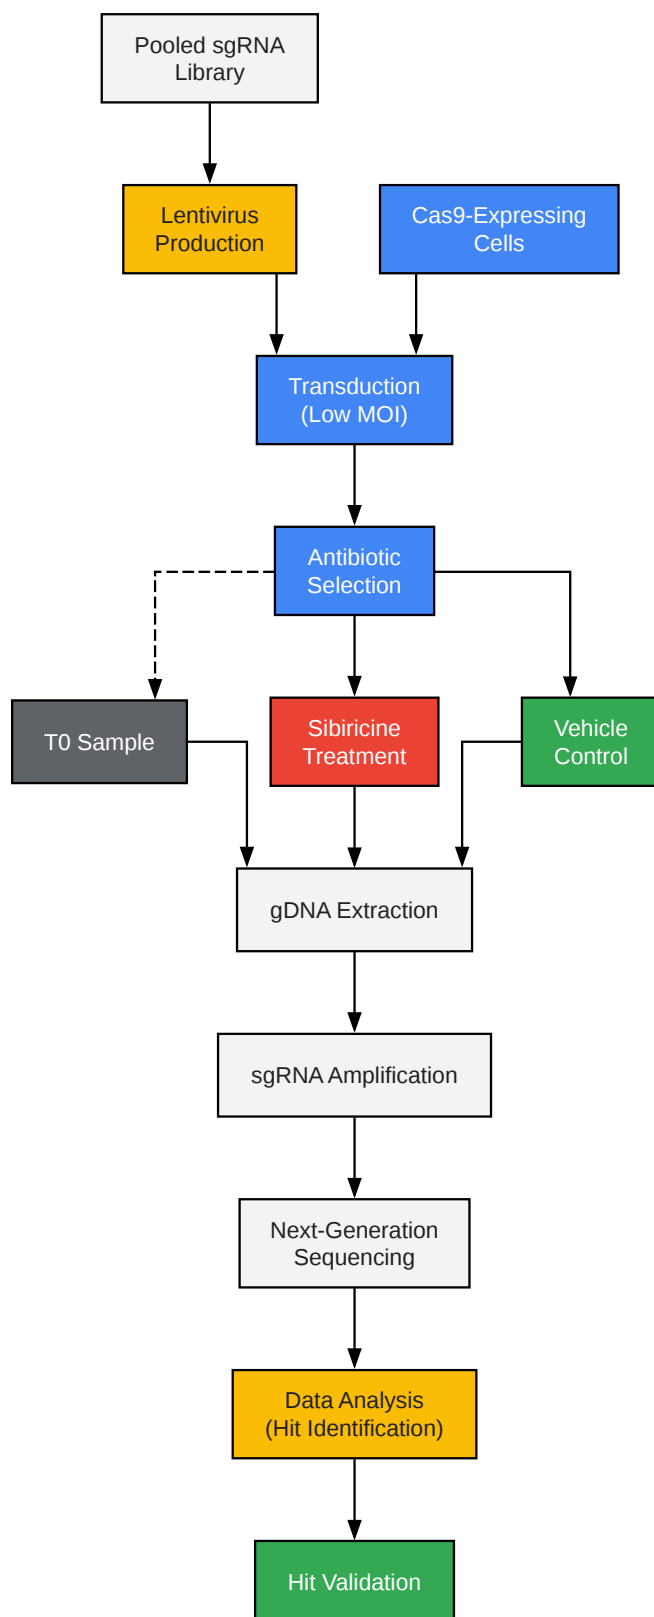 Pooled sgRNA
Library
Lentivirus
Production
Cas9-Expressing
Cells
Transduction
(Low MOI)
Antibiotic
Selection
T0 Sample
Sibiricine
Treatment
Vehicle
Control
gDNA Extraction
sgRNA Amplification
Next-Generation
Sequencing
Data Analysis
(Hit Identification)
Hit Validation